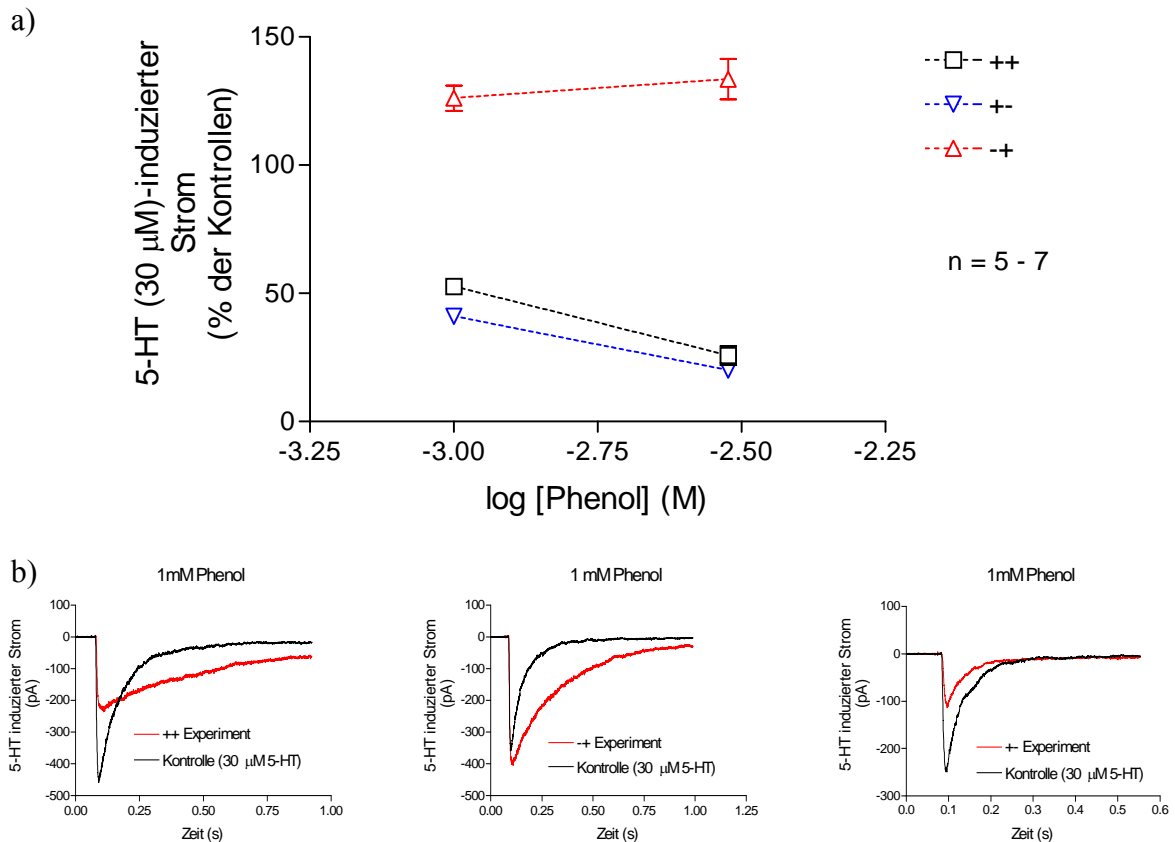 a)
5-HT (30 μM)-induzierter
Strom
(% der Kontrollen)
150
100
50
0
-3.25
-3.00
-2.75
-2.50
-2.25
log [Phenol] (M)
++
+-
-+
n = 5 - 7
b)
1mM Phenol
5-HT induzierter Strom
(pA)
100
0
-100
-200
-300
-400
-500
++ Experiment
Kontrolle (30 μM 5-HT)
0.00
0.25
0.50
0.75
1.00
Zeit (s)
1 mM Phenol
5-HT induzierter Strom
(pA)
100
0
-100
-200
-300
-400
-500
-+ Experiment
Kontrolle (30 μM 5-HT)
0.00
0.25
0.50
0.75
1.00
1.25
Zeit (s)
1mM Phenol
5-HT induzierter Strom
(pA)
100
0
-100
-200
-300
+- Experiment
Kontrolle (30 μM 5-HT)
0.0
0.1
0.2
0.3
0.4
0.5
0.6
Zeit (s)